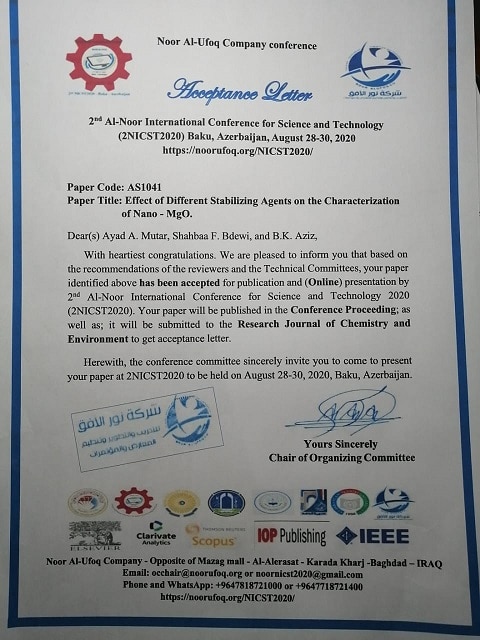 Noor Al-Ufoq Company conference
Acceptance Letter
شركة نور الافق
2nd Al-Noor International Conference for Science and Technology
(2NICST2020) Baku, Azerbaijan, August 28-30, 2020
https://noorufoq.org/NICST2020/
Paper Code: AS1041
Paper Title: Effect of Different Stabilizing Agents on the Characterization
of Nano - MgO.
Dear(s) Ayad A. Mutar, Shahbaa F. Bdewi, and B.K. Aziz,
With heartiest congratulations. We are pleased to inform you that based on
the recommendations of the reviewers and the Technical Committees, your paper
identified above has been accepted for publication and (Online) presentation by
2nd Al-Noor International Conference for Science and Technology 2020
(2NICST2020). Your paper will be published in the Conference Proceeding; as
well as; it will be submitted to the Research Journal of Chemistry and
Environment to get acceptance letter.
Herewith, the conference committee sincerely invite you to come to present
your paper at 2NICST2020 to be held on August 28-30, 2020, Baku, Azerbaijan.
شركة نور الافق
للتدريب والتطوير وتنظيم
المعارض والمؤتمرات
Yours Sincerely
Chair of Organizing Committee
ELSEVIER
Clarivate
Analytics
THOMSON REUTERS
Scopus
IOP Publishing
IEEE
Noor Al-Ufoq Company - Opposite of Mazag mall - Al-Alerasat - Karada Kharj -Baghdad – IRAQ
Email: occhair@noorufoq.org or noornicst2020@gmail.com
Phone and WhatsApp: +9647818721000 or +9647718721400
https://noorufoq.org/NICST2020/